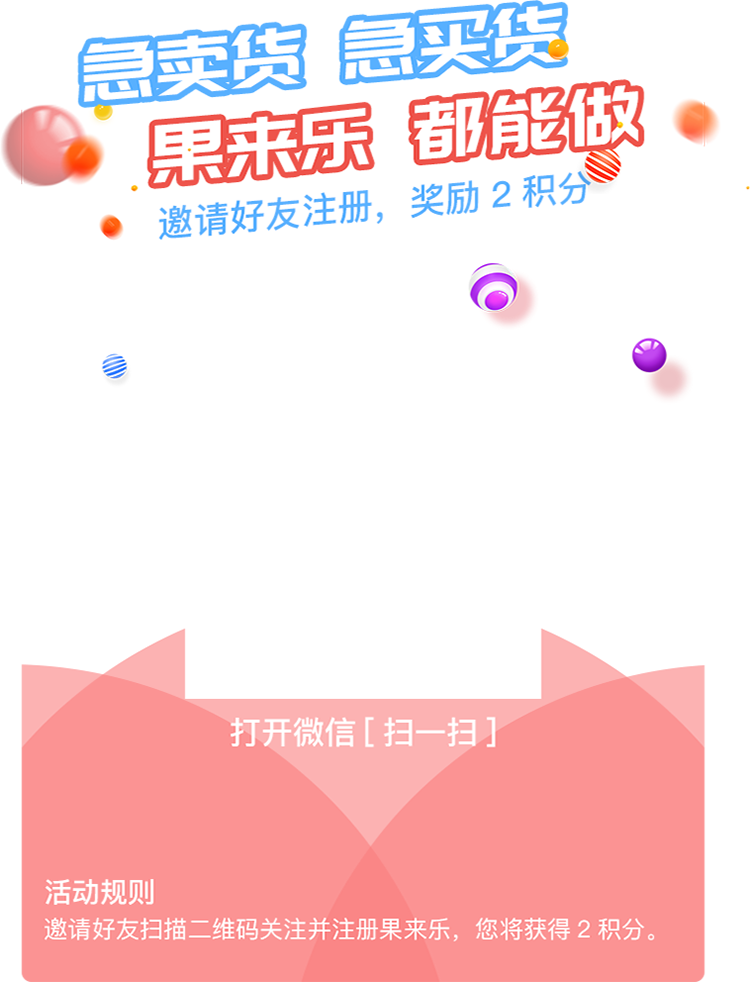 急卖货 急买货
果来乐 都能做
邀请好友注册，奖励 2 积分
打开微信 [ 扫一扫 ]
活动规则
邀请好友扫描二维码关注并注册果来乐，您将获得 2 积分。